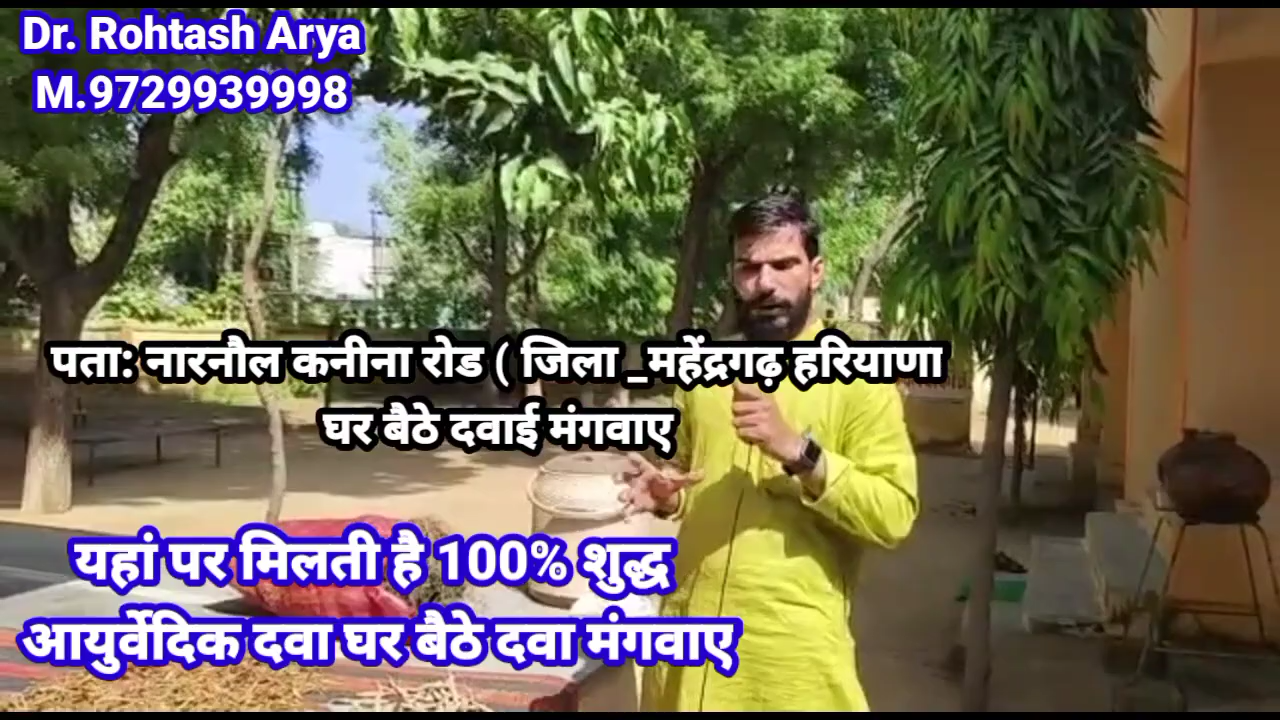 Dr. Rohtash Arya
M.9729939998
पता: नारनौल कनीना रोड ( जिला _महेंद्रगढ़ हरियाणा
घर बैठे दवाई मंगवाए
यहां पर मिलती है 100% शुद्ध
आयुर्वेदिक दवा घर बैठे दवा मंगवाए